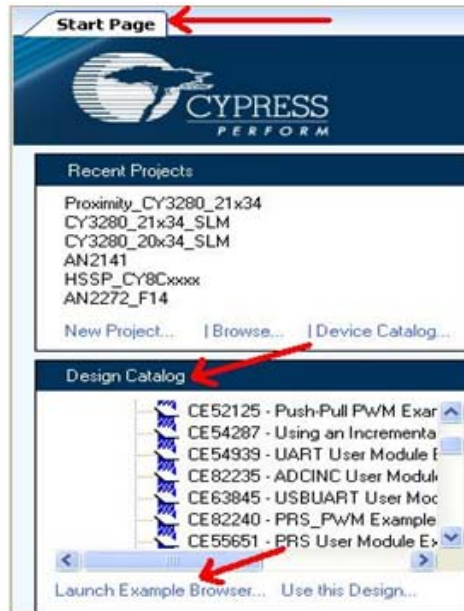 Start Page
CYPRESS
PERFORM
Recent Projects
Proximity_CY3280_21x34
CY3280_21x34_SLM
CY3280_20x34_SLM
AN2141
HSSP_CY8Cxxxx
AN2272_F14
New Project... | Browse... | Device Catalog...
Design Catalog
CE52125 - Push-Pull PWM Exar
CE54287 - Using an Incrementa
CE54939 - UART User Module E
CE82235 - ADCINC User Module
CE63845 - USBUART User Moc
CE82240 - PRS_PWM Example
CE55651 - PRS User Module Ex
Launch Example Browser... Use this Design...